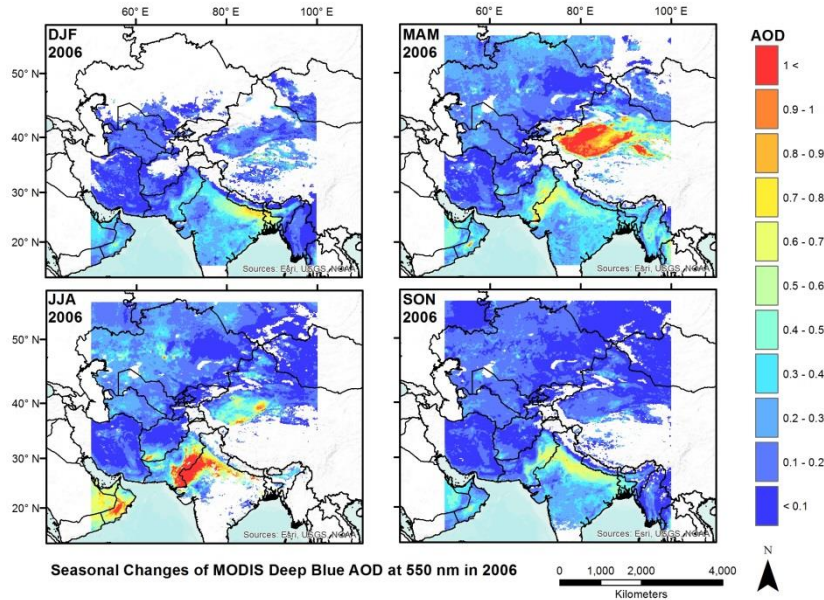 60° E 80° E 100° E 60° E 80° E 100° E
DJF
2006
MAM
2006
50° N
40° N
30° N
20° N
Sources: Esri, USGS, NOAA
Sources: Esri, USGS, NOAA
JJA
2006
SON
2006
50° N
40° N
30° N
20° N
Sources: Esri, USGS, NOAA
Sources: Esri, USGS, NOAA
AOD
1 <
0.9 - 1
0.8 - 0.9
0.7 - 0.8
0.6 - 0.7
0.5 - 0.6
0.4 - 0.5
0.3 - 0.4
0.2 - 0.3
0.1 - 0.2
< 0.1
N
Seasonal Changes of MODIS Deep Blue AOD at 550 nm in 2006
0 1,000 2,000 4,000
Kilometers